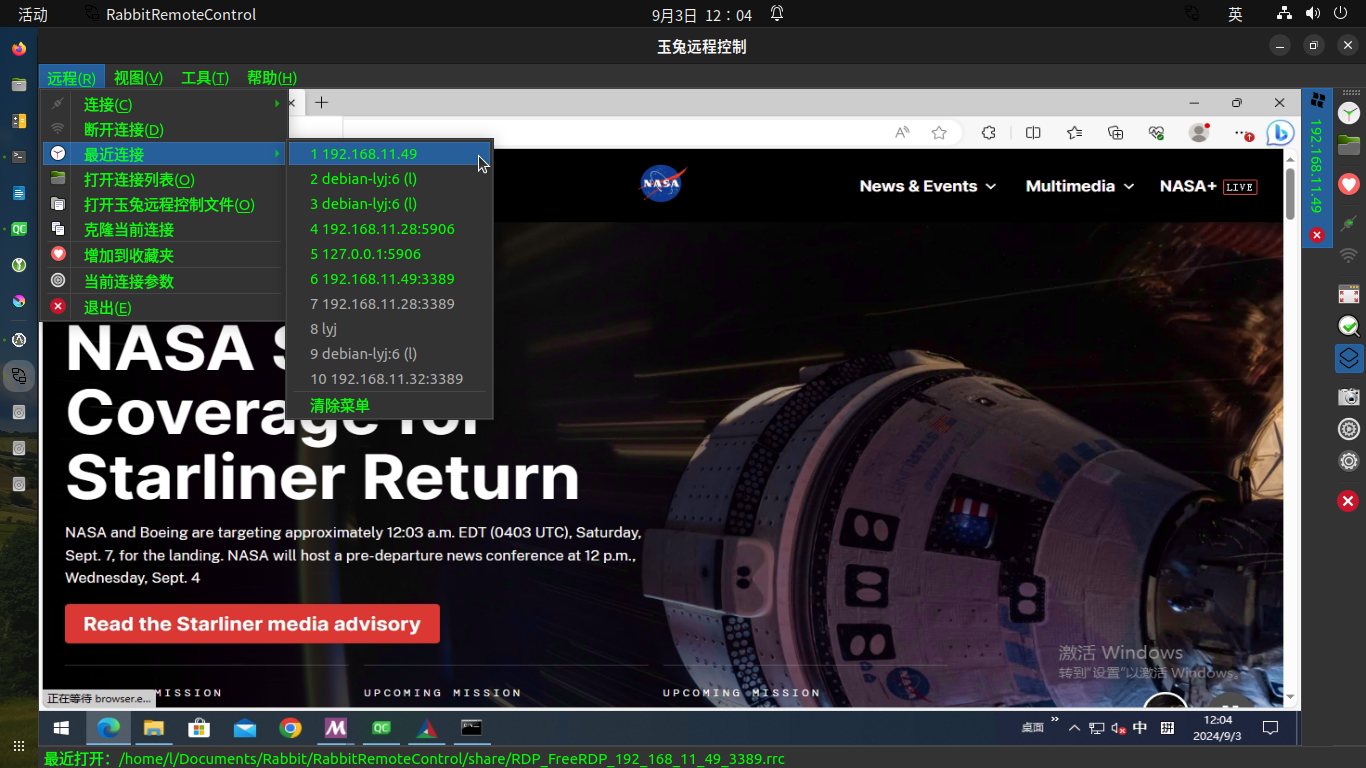 活动
RabbitRemoteControl
9月3日 12：04
英
玉兔远程控制
远程(R) 视图(V) 工具(T) 帮助(H)
连接(C)
断开连接(D)
最近连接
打开连接列表(O)
打开玉兔远程控制文件(O)
克隆当前连接
增加到收藏夹
当前连接参数
退出(E)
1 192.168.11.49
2 debian-lyj:6 (l)
3 debian-lyj:6 (l)
4 192.168.11.28:5906
5 127.0.0.1:5906
6 192.168.11.49:3389
7 192.168.11.28:3389
8 lyj
9 debian-lyj:6 (l)
10 192.168.11.32:3389
清除菜单
192.168.11.49
NASA
News & Events
Multimedia
NASA+ LIVE
NASA S
Coverage for
Starliner Return
NASA and Boeing are targeting approximately 12:03 a.m. EDT (0403 UTC), Saturday,
Sept. 7, for the landing. NASA will host a pre-departure news conference at 12 p.m.,
Wednesday, Sept. 4
Read the Starliner media advisory
激活 Windows
转到"设置"以激活 Windows。
MISSION
UPCOMING MISSION
UPCOMING MISSION
正在等待 browser.e...
QC
QC
桌面
中
拼
12:04
2024/9/3
最近打开：/home/l/Documents/Rabbit/RabbitRemoteControl/share/RDP_FreeRDP_192_168_11_49_3389.rrc